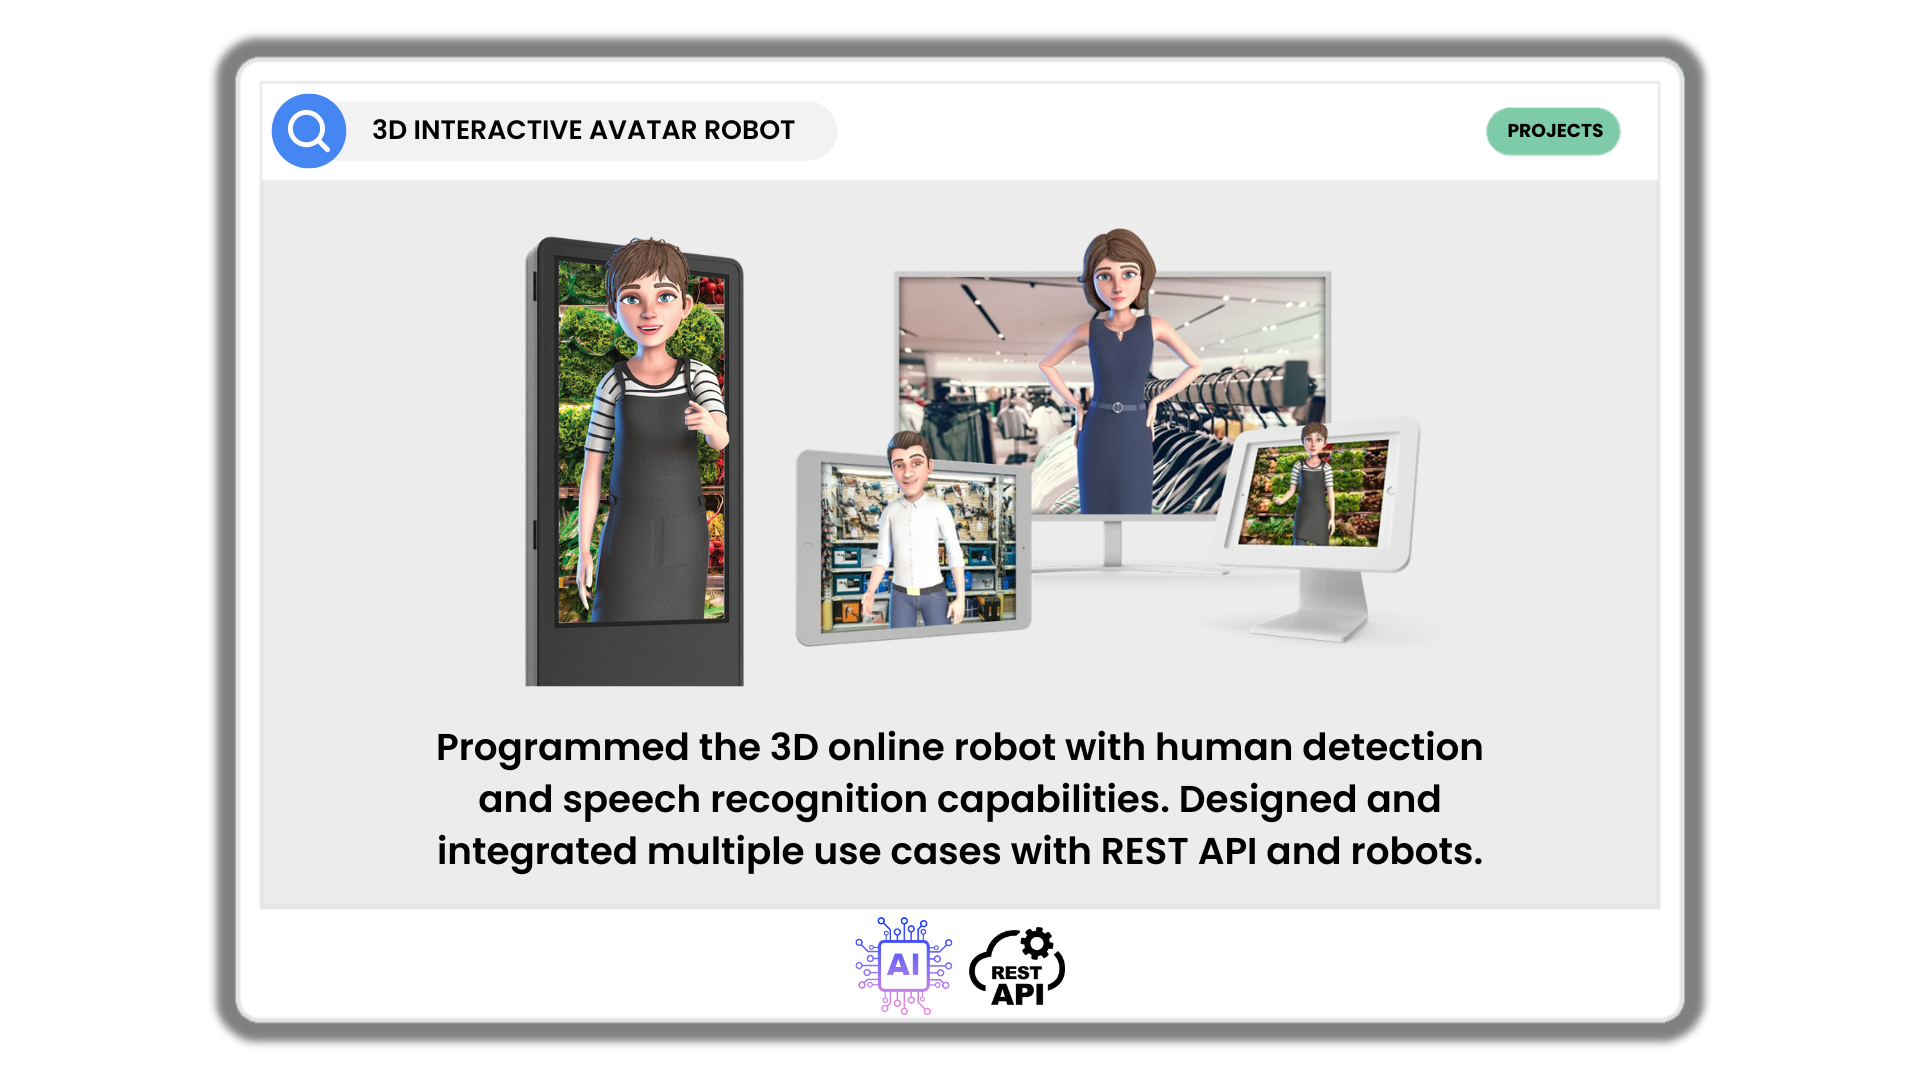 3D INTERACTIVE AVATAR ROBOT
PROJECTS
Programmed the 3D online robot with human detection
and speech recognition capabilities. Designed and
integrated multiple use cases with REST API and robots.
AI
REST
API